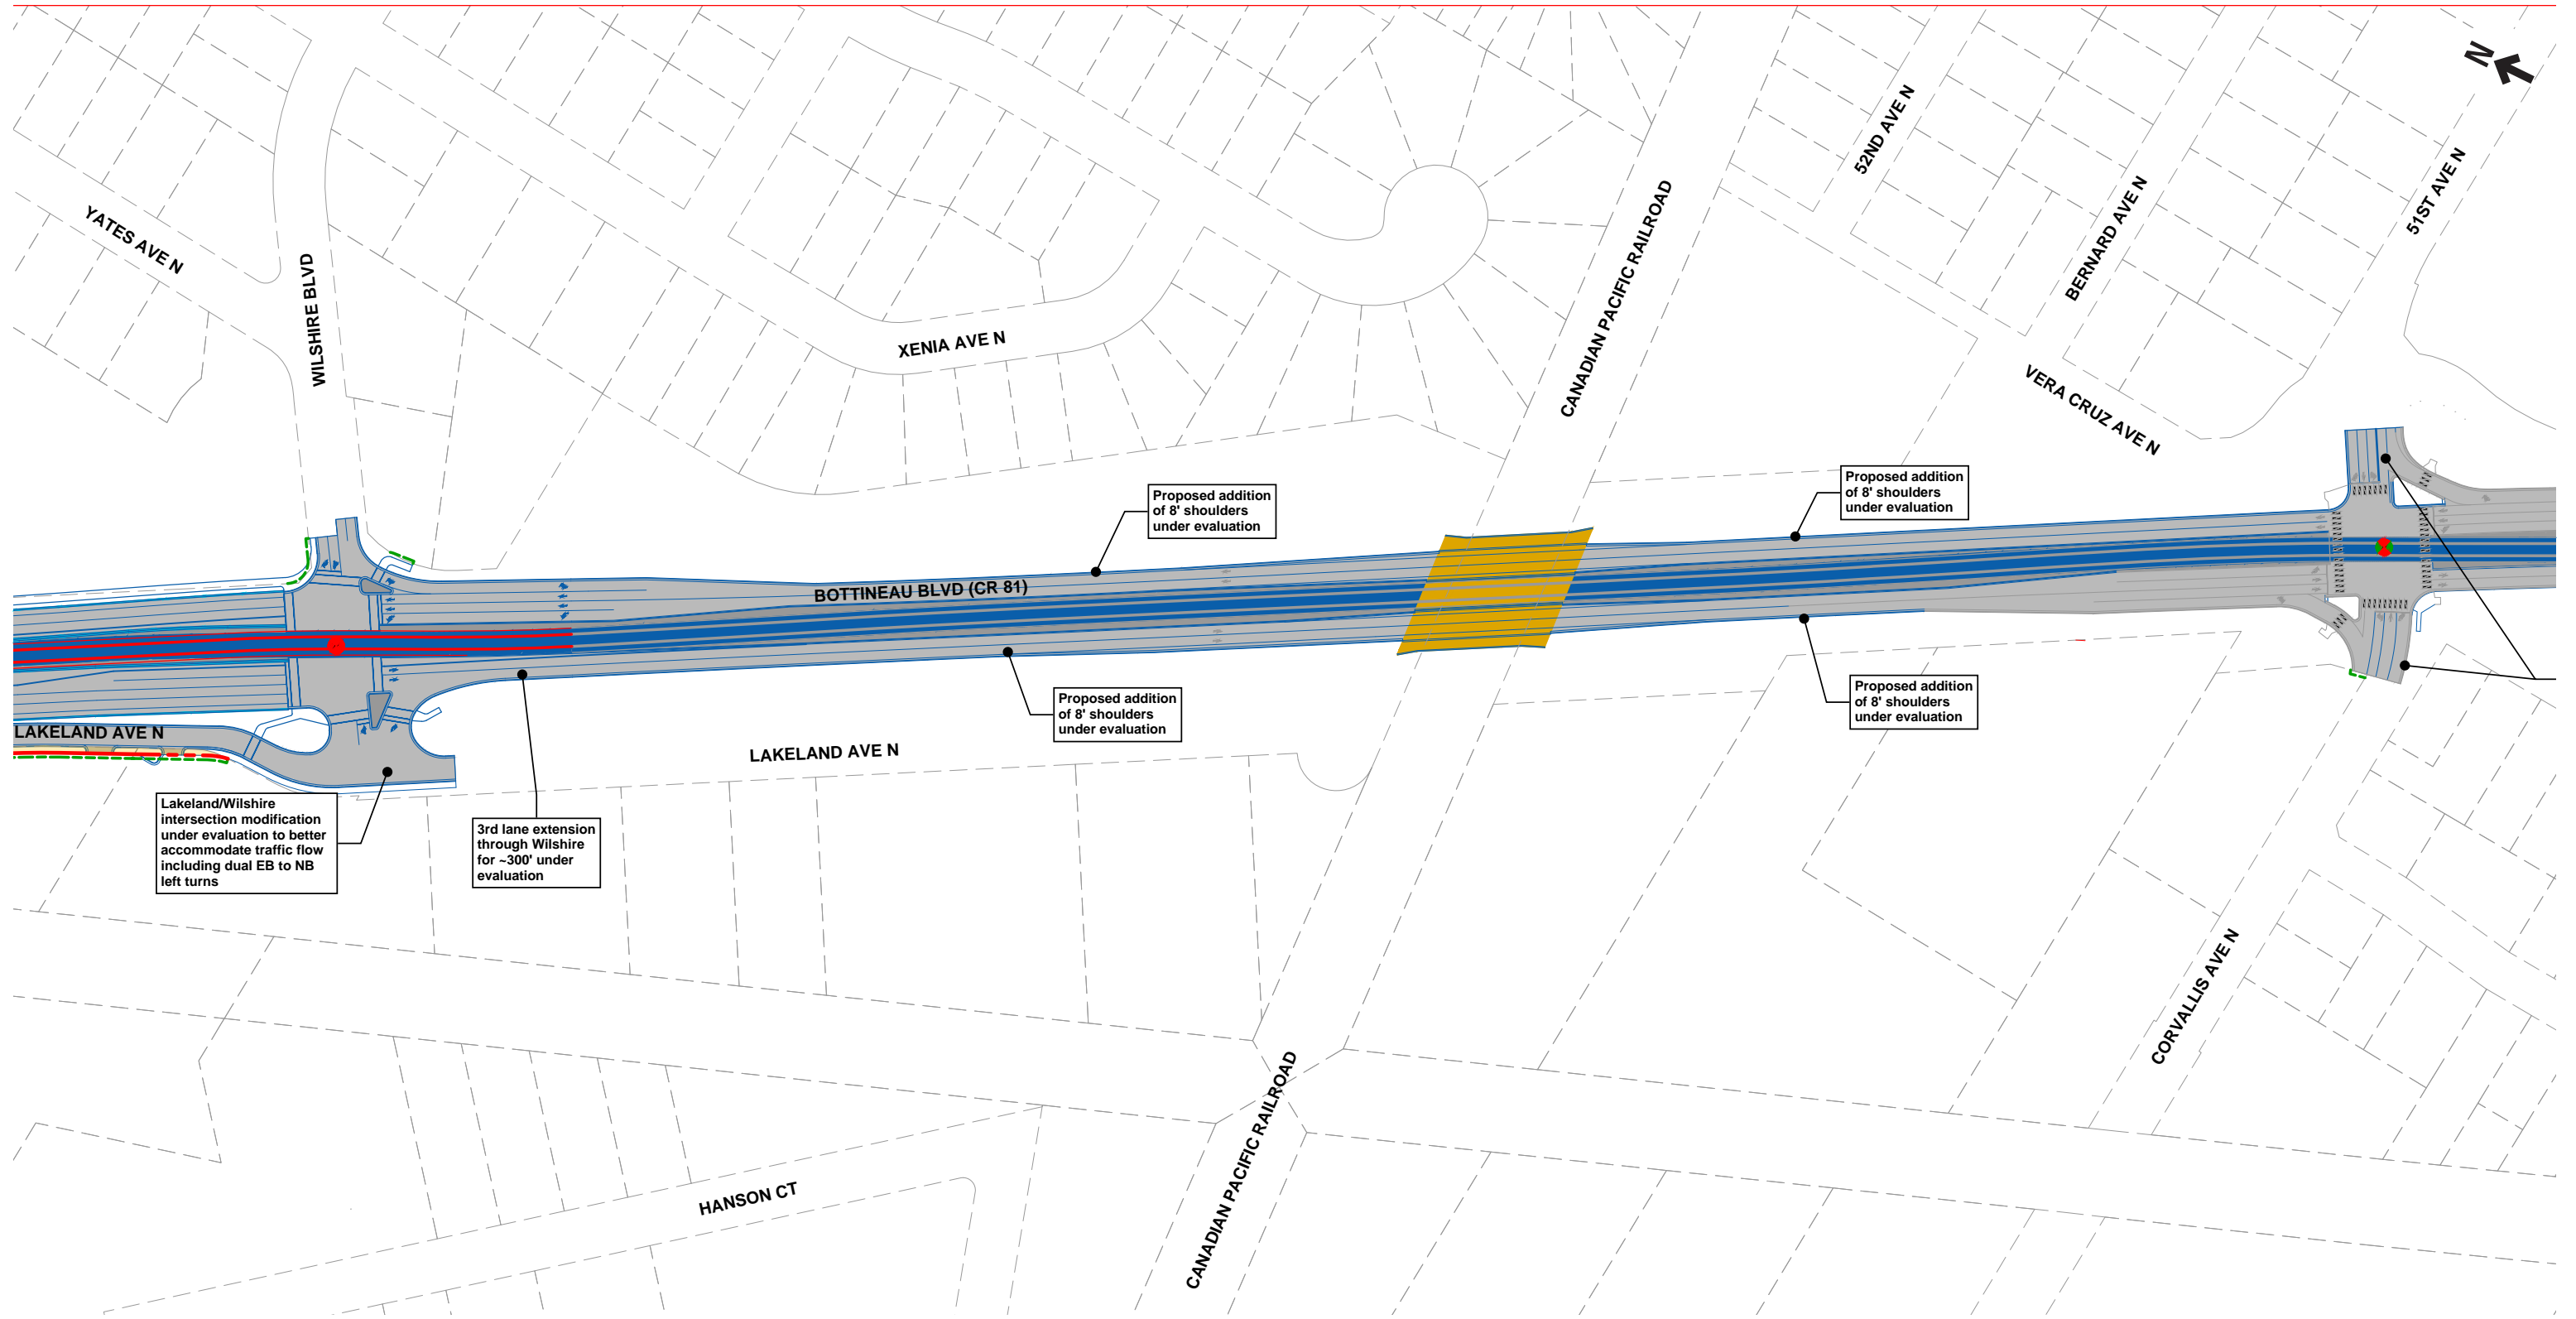 N
52ND AVE N
BERNARD AVE N
51ST AVE N
YATES AVE N
WILSHIRE BLVD
CANADIAN PACIFIC RAILROAD
XENIA AVE N
VERA CRUZ AVE N
Proposed addition
of 8' shoulders
under evaluation
Proposed addition
of 8' shoulders
under evaluation
BOTTINEAU BLVD (CR 81)
Proposed addition
of 8' shoulders
under evaluation
Proposed addition
of 8' shoulders
under evaluation
LAKELAND AVE N
LAKELAND AVE N
Lakeland/Wilshire
intersection modification
under evaluation to better
accommodate traffic flow
including dual EB to NB
left turns
3rd lane extension
through Wilshire
for ~300' under
evaluation
CORVALLIS AVE N
CANADIAN PACIFIC RAILROAD
HANSON CT